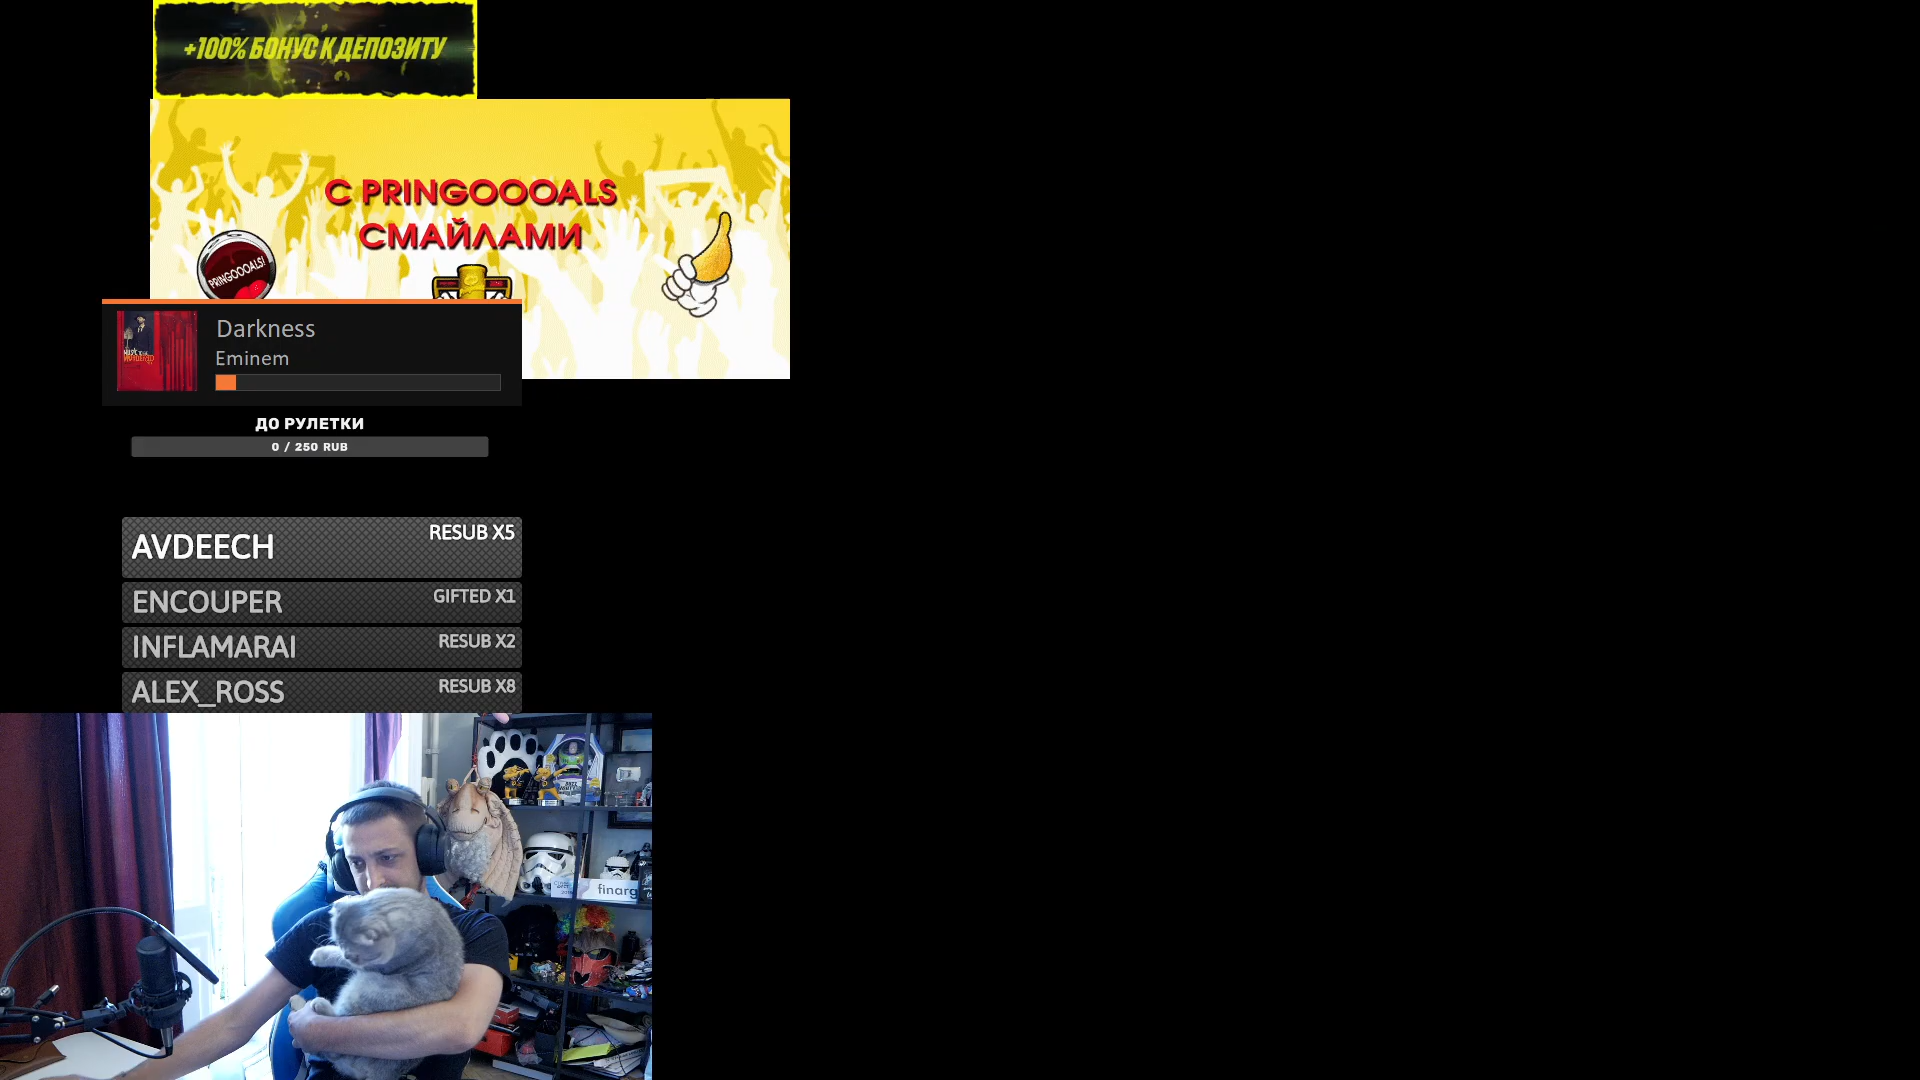 +100% БОНУС К ДЕПОЗИТУ
С PRINGOOOALS
СМАЙЛАМИ
PRINGOOOALS!
Darkness
Eminem
ДО РУЛЕТКИ
0 / 250 RUB
AVDEECH
RESUB X5
ENCOUPER
GIFTED X1
INFLAMARAI
RESUB X2
ALEX_ROSS
RESUB X8
finarg